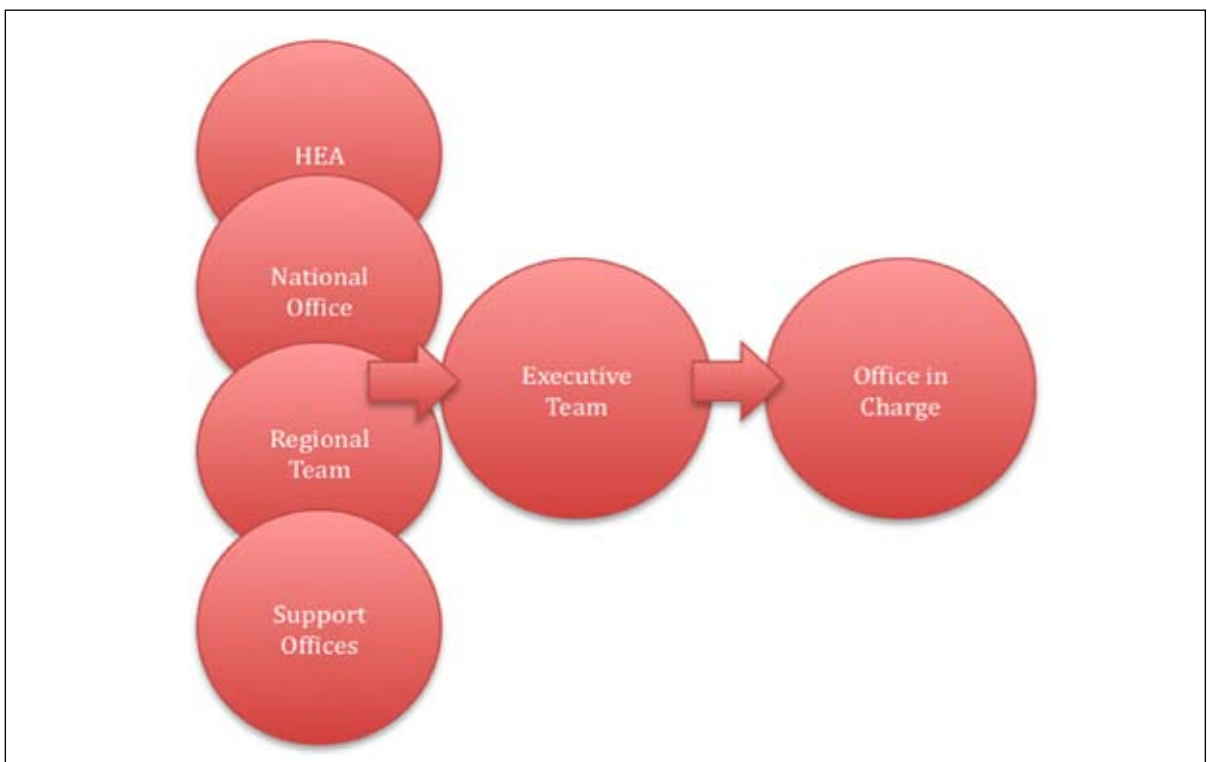 HEA
National
Office
Regional
Team
Support
Offices
Executive
Team
Office in
Charge